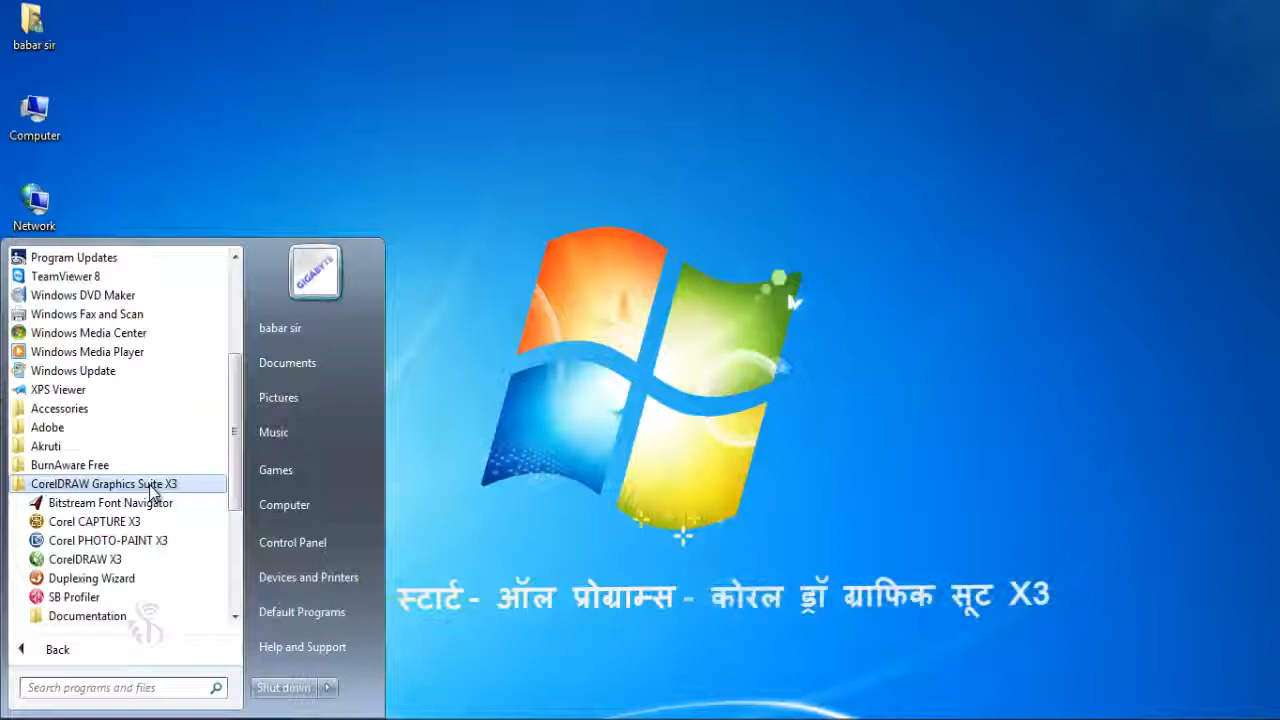 babar sir
Computer
Network
Program Updates
TeamViewer 8
Windows DVD Maker
Windows Fax and Scan
Windows Media Center
Windows Media Player
Windows Update
XPS Viewer
Accessories
Adobe
Akruti
BurnAware Free
CorelDRAW Graphics Suite X3
Bitstream Font Navigator
Corel CAPTURE X3
Corel PHOTO-PAINT X3
CorelDRAW X3
Duplexing Wizard
SB Profiler
Documentation
Back
Search programs and files
GIGABYTE
babar sir
Documents
Pictures
Music
Games
Computer
Control Panel
Devices and Printers
Default Programs
Help and Support
Shut down
स्टार्ट - ऑल प्रोग्राम्स - कोरल ड्रॉ ग्राफिक सूट X3